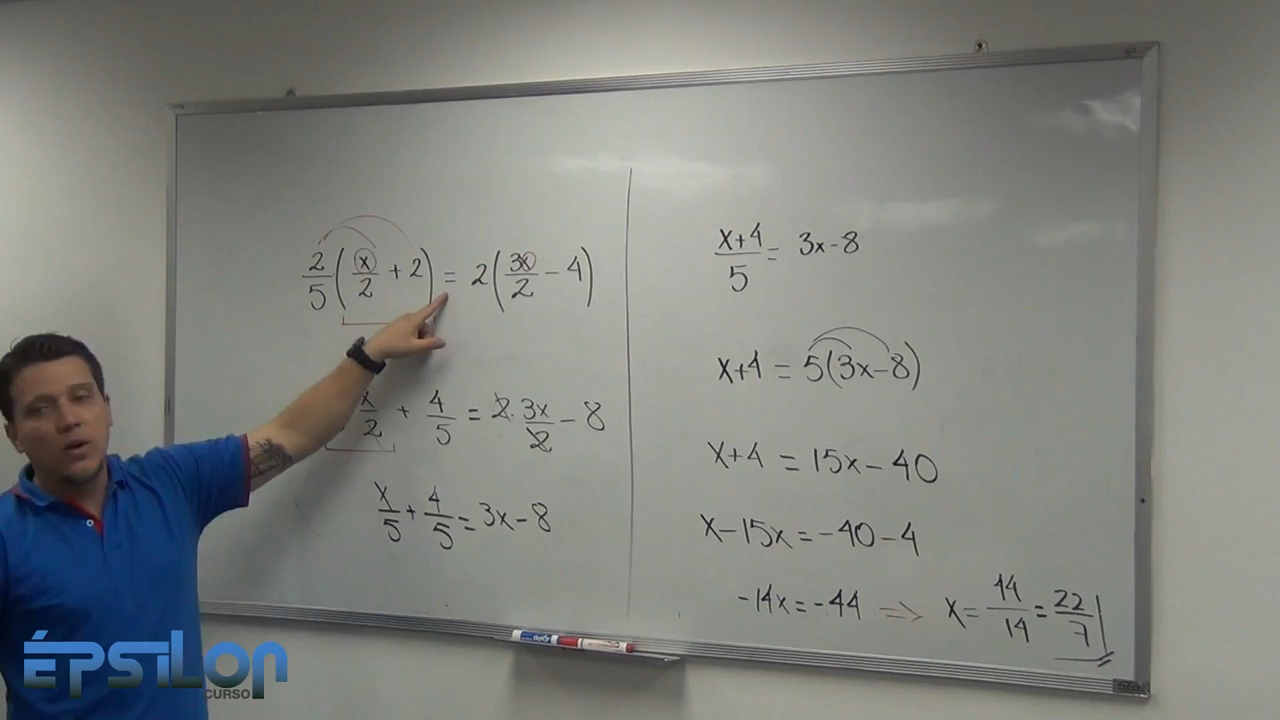 2/5 (x/2 + 2) = 2(3x/2 - 4)
x/2 + 4/5 = 2. 3x/2 - 8
x/5 + 4/5 = 3x - 8
x+4/5 = 3x-8
x+4 = 5(3x-8)
x+4 = 15x-40
x-15x = -40-4
-14x = -44 => x = 44/14 = 22/7
ÉPSILON
CURSO